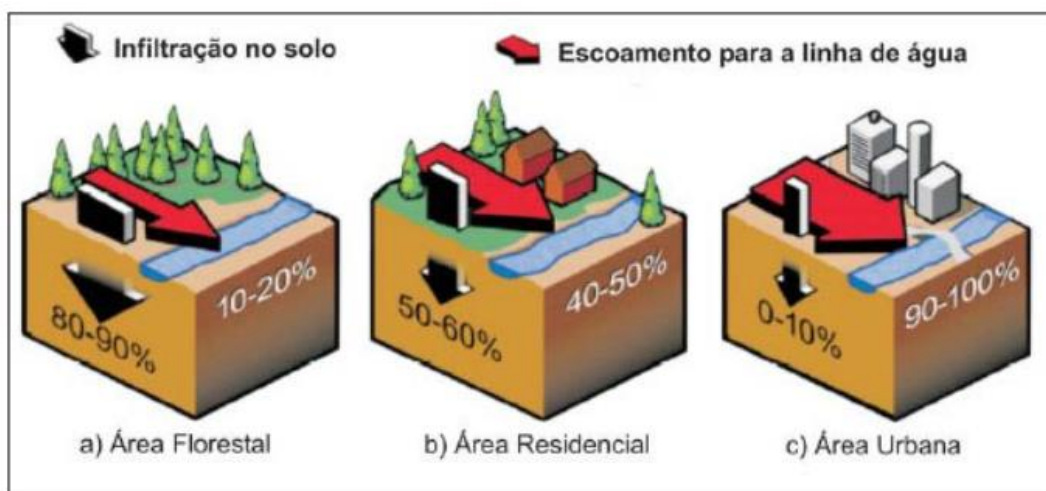 Infiltração no solo
Escoamento para a linha de água
80-90%
10-20%
50-60%
40-50%
0-10%
90-100%
a) Área Florestal
b) Área Residencial
c) Área Urbana